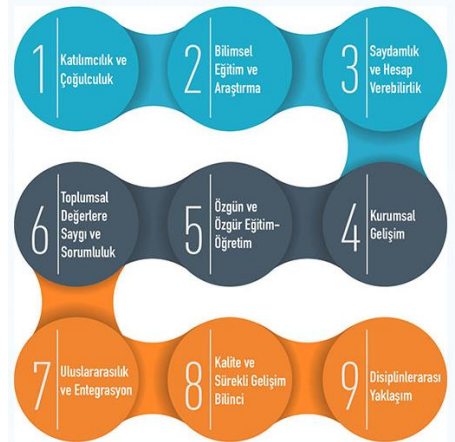 1
Katılımcılık ve
Çoğulculuk
2
Bilimsel
Eğitim ve
Araştırma
3
Saydamlık
ve Hesap
Verebilirlik
4
Kurumsal
Gelişim
5
Özgün ve
Özgür Eğitim-
Öğretim
6
Toplumsal
Değerlere
Saygı ve
Sorumluluk
7
Uluslararasılık
ve Entegrasyon
8
Kalite ve
Sürekli Gelişim
Bilinci
9
Disiplinlerarası
Yaklaşım